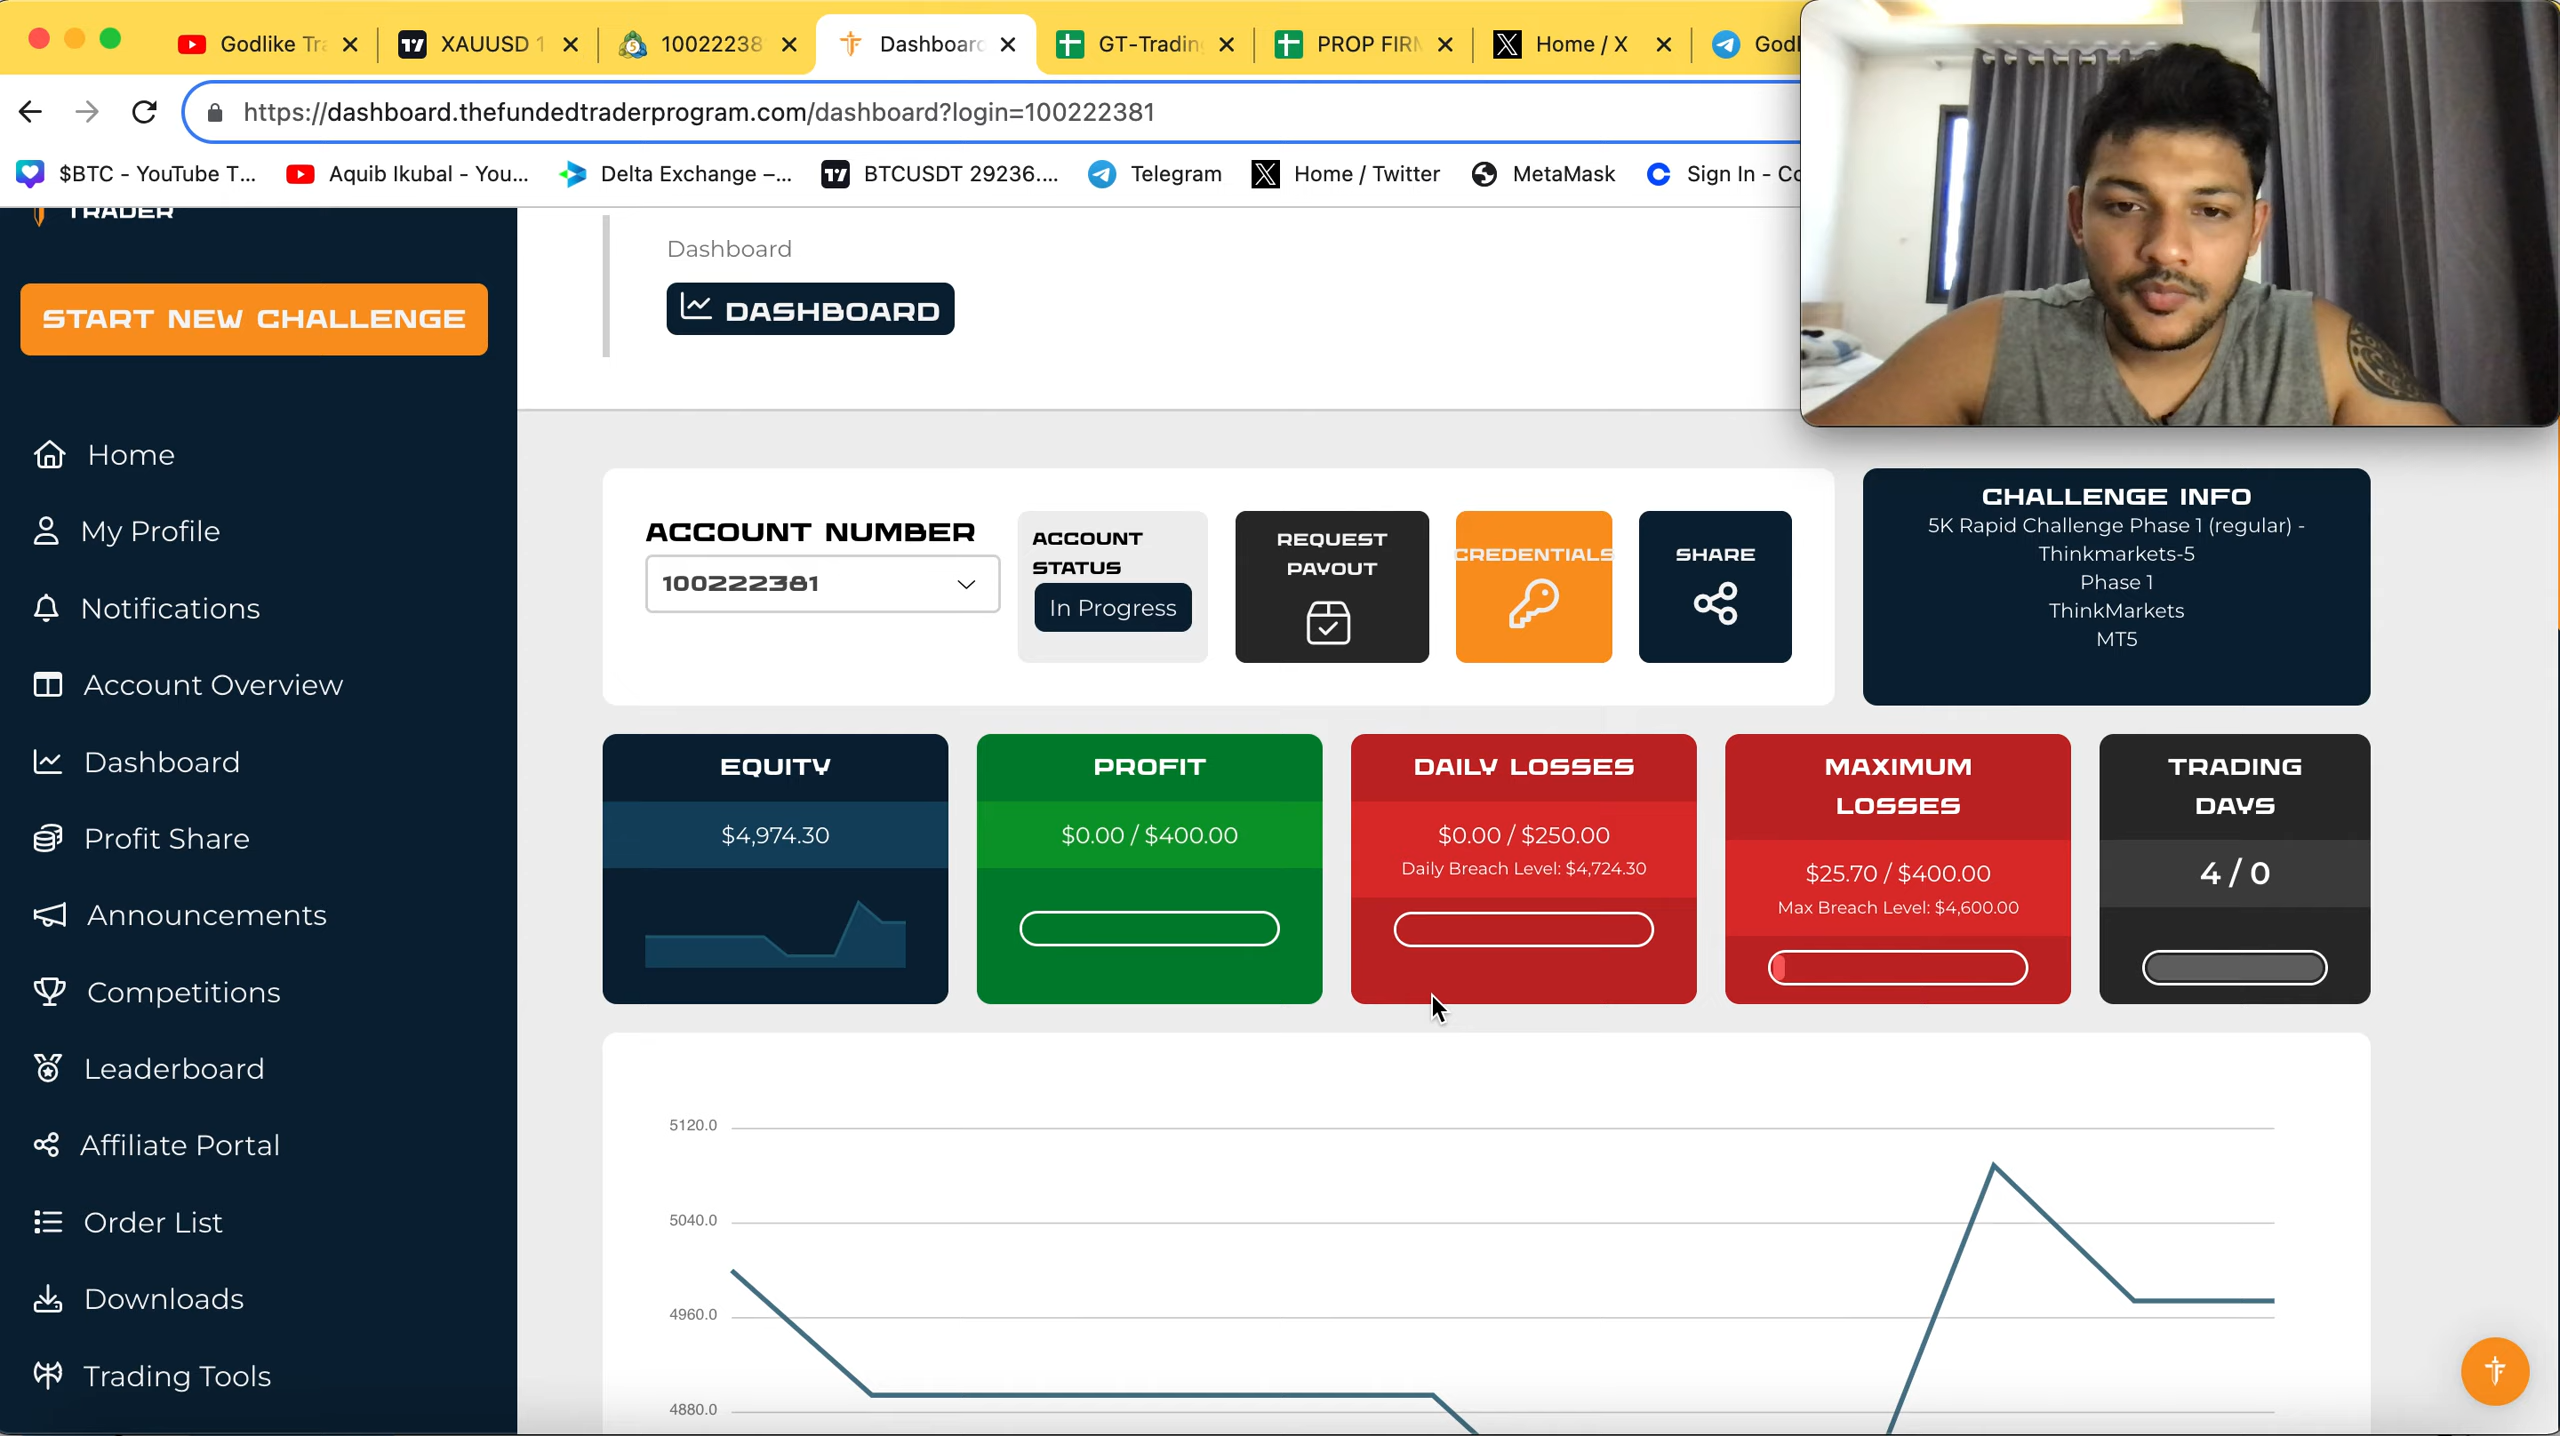 Godlike Tra
XAUUSD 1
10022238
Dashboard
GT-Trading
PROP FIRM
Home / X
Godl
https://dashboard.thefundedtraderprogram.com/dashboard?login=100222381
$BTC - YouTube T...
Aquib Ikubal - You...
Delta Exchange –...
BTCUSDT 29236....
Telegram
Home / Twitter
MetaMask
Sign In - Co
TRADER
START NEW CHALLENGE
Home
My Profile
Notifications
Account Overview
Dashboard
Profit Share
Announcements
Competitions
Leaderboard
Affiliate Portal
Order List
Downloads
Trading Tools
Dashboard
DASHBOARD
ACCOUNT NUMBER
100222381
ACCOUNT
STATUS
In Progress
REQUEST
PAYOUT
CREDENTIALS
SHARE
CHALLENGE INFO
5K Rapid Challenge Phase 1 (regular) -
Thinkmarkets-5
Phase 1
ThinkMarkets
MT5
EQUITY
$4,974.30
PROFIT
$0.00 / $400.00
DAILY LOSSES
$0.00 / $250.00
Daily Breach Level: $4,724.30
MAXIMUM
LOSSES
$25.70 / $400.00
Max Breach Level: $4,600.00
TRADING
DAYS
4 / 0
5120.0
5040.0
4960.0
4880.0